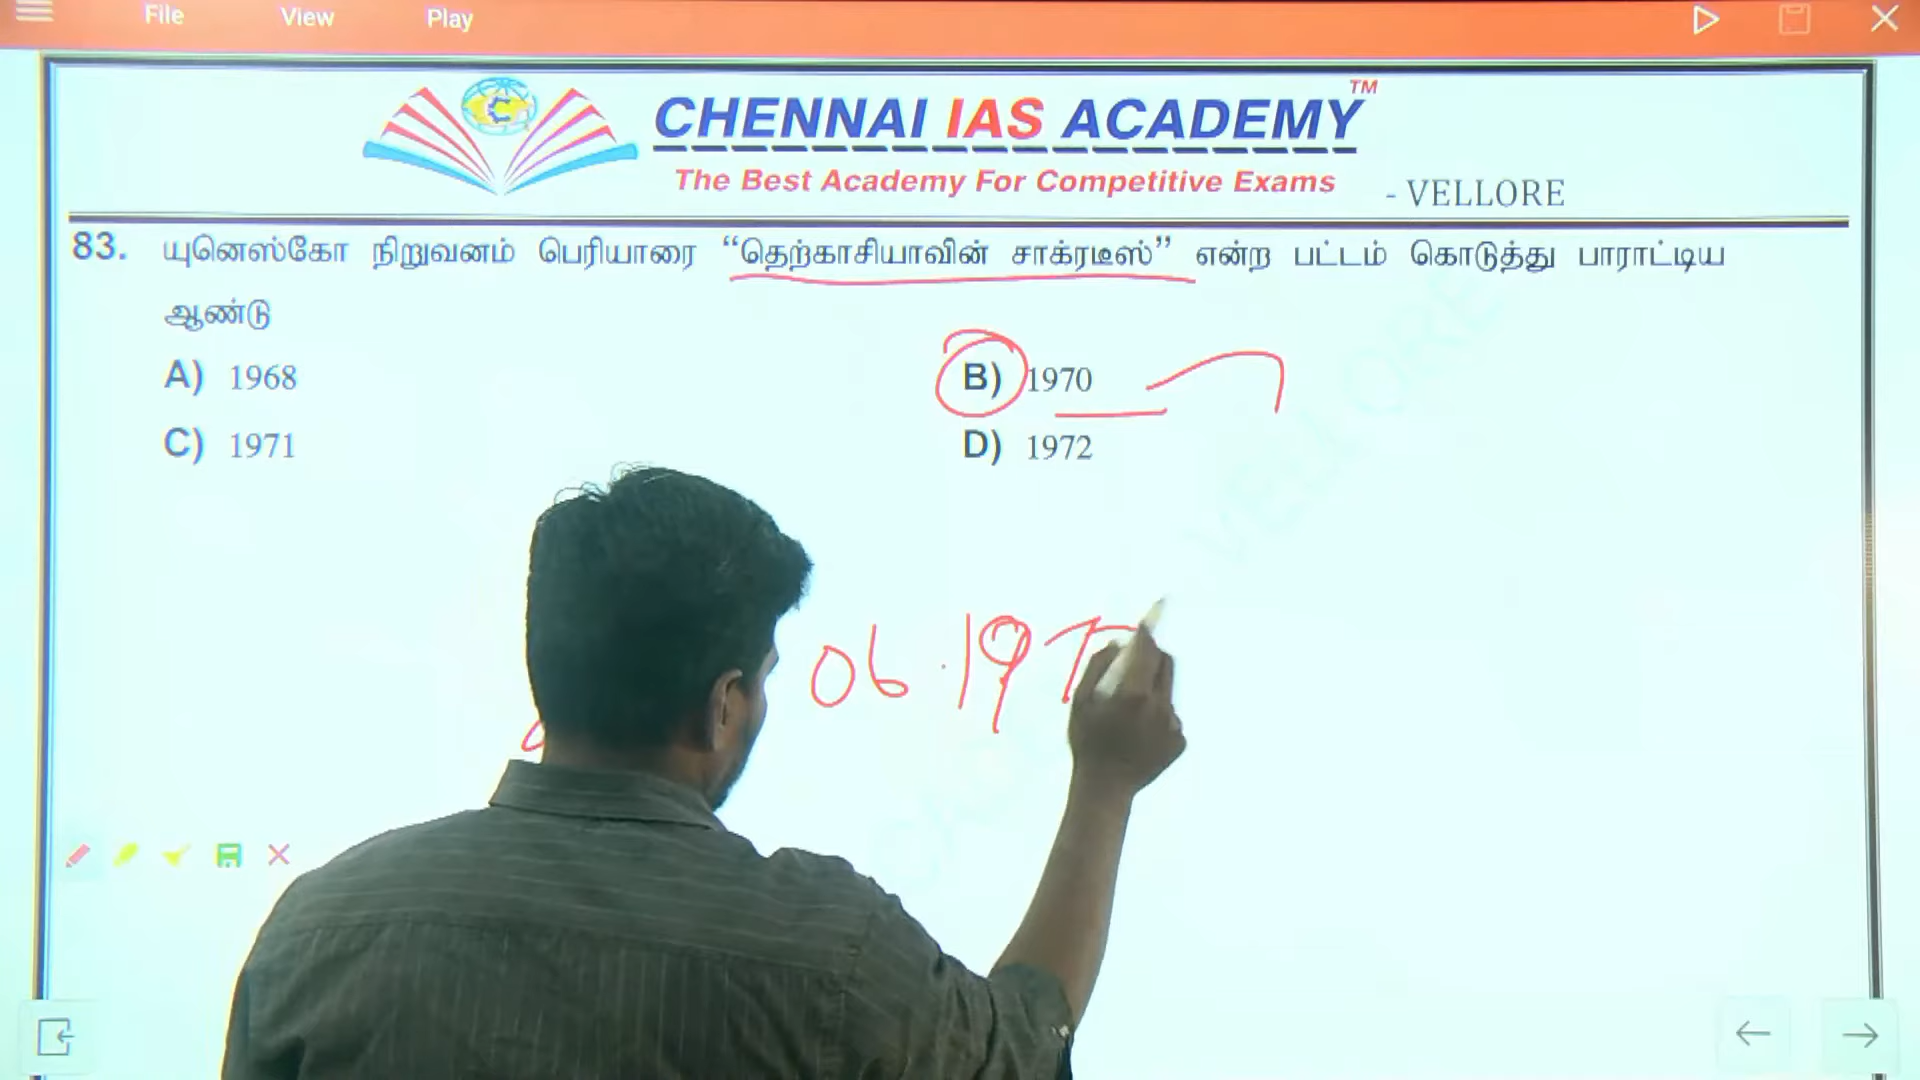 File View Play
CHENNAI IAS ACADEMY TM
The Best Academy For Competitive Exams
- VELLORE
83. யுனெஸ்கோ நிறுவனம் பெரியாரை “தெற்காசியாவின் சாக்ரடீஸ்” என்ற பட்டம் கொடுத்து பாராட்டிய
ஆண்டு
A) 1968 B) 1970
C) 1971 D) 1972
06.197
VELLORE